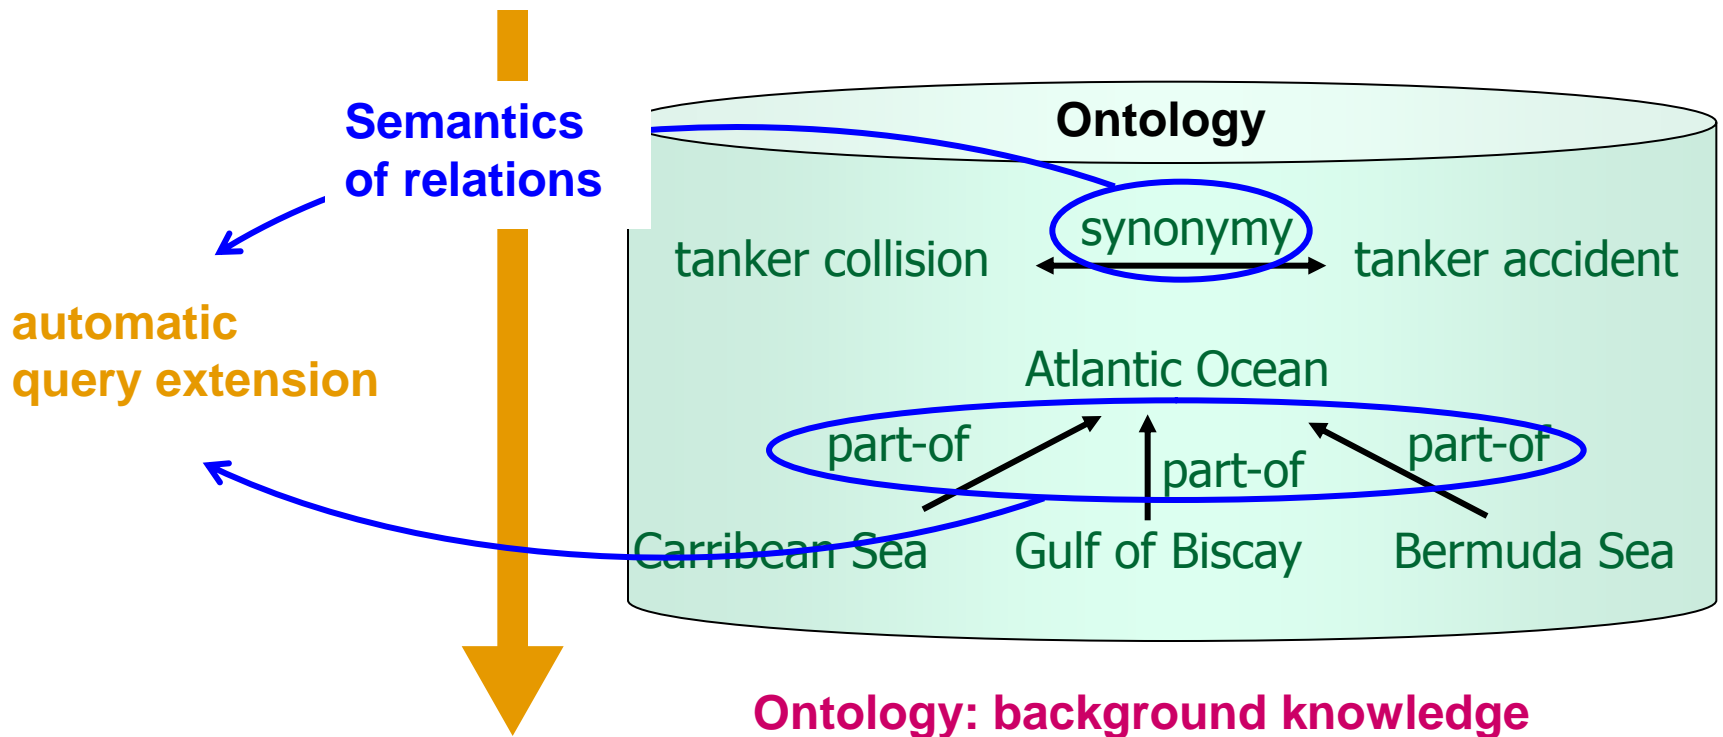 Semantics
of relations
Ontology
synonymy
tanker collision
tanker accident
automatic
query extension
Atlantic Ocean
part-of
part-of
part-of
Carribean Sea
Gulf of Biscay
Bermuda Sea
Ontology: background knowledge